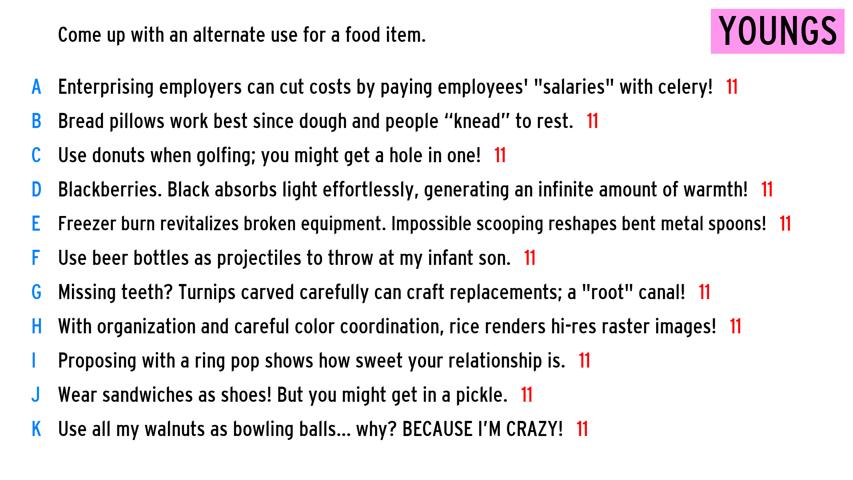 Come up with an alternate use for a food item.
YOUNGS
A Enterprising employers can cut costs by paying employees' "salaries" with celery! 11
B Bread pillows work best since dough and people “knead” to rest. 11
C Use donuts when golfing; you might get a hole in one! 11
D Blackberries. Black absorbs light effortlessly, generating an infinite amount of warmth! 11
E Freezer burn revitalizes broken equipment. Impossible scooping reshapes bent metal spoons! 11
F Use beer bottles as projectiles to throw at my infant son. 11
G Missing teeth? Turnips carved carefully can craft replacements; a "root" canal! 11
H With organization and careful color coordination, rice renders hi-res raster images! 11
I Proposing with a ring pop shows how sweet your relationship is. 11
J Wear sandwiches as shoes! But you might get in a pickle. 11
K Use all my walnuts as bowling balls... why? BECAUSE I'M CRAZY! 11